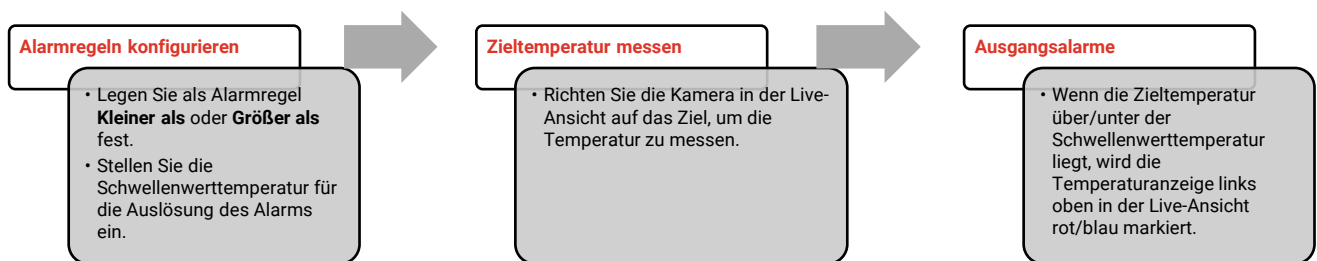 Alarmregeln konfigurieren
• Legen Sie als Alarmregel
Kleiner als oder Größer als
fest.
• Stellen Sie die
Schwellenwerttemperatur für
die Auslösung des Alarms
ein.
Zieltemperatur messen
• Richten Sie die Kamera in der Live-
Ansicht auf das Ziel, um die
Temperatur zu messen.
Ausgangsalarme
• Wenn die Zieltemperatur
über/unter der
Schwellenwerttemperatur
liegt, wird die
Temperaturanzeige links
oben in der Live-Ansicht
rot/blau markiert.